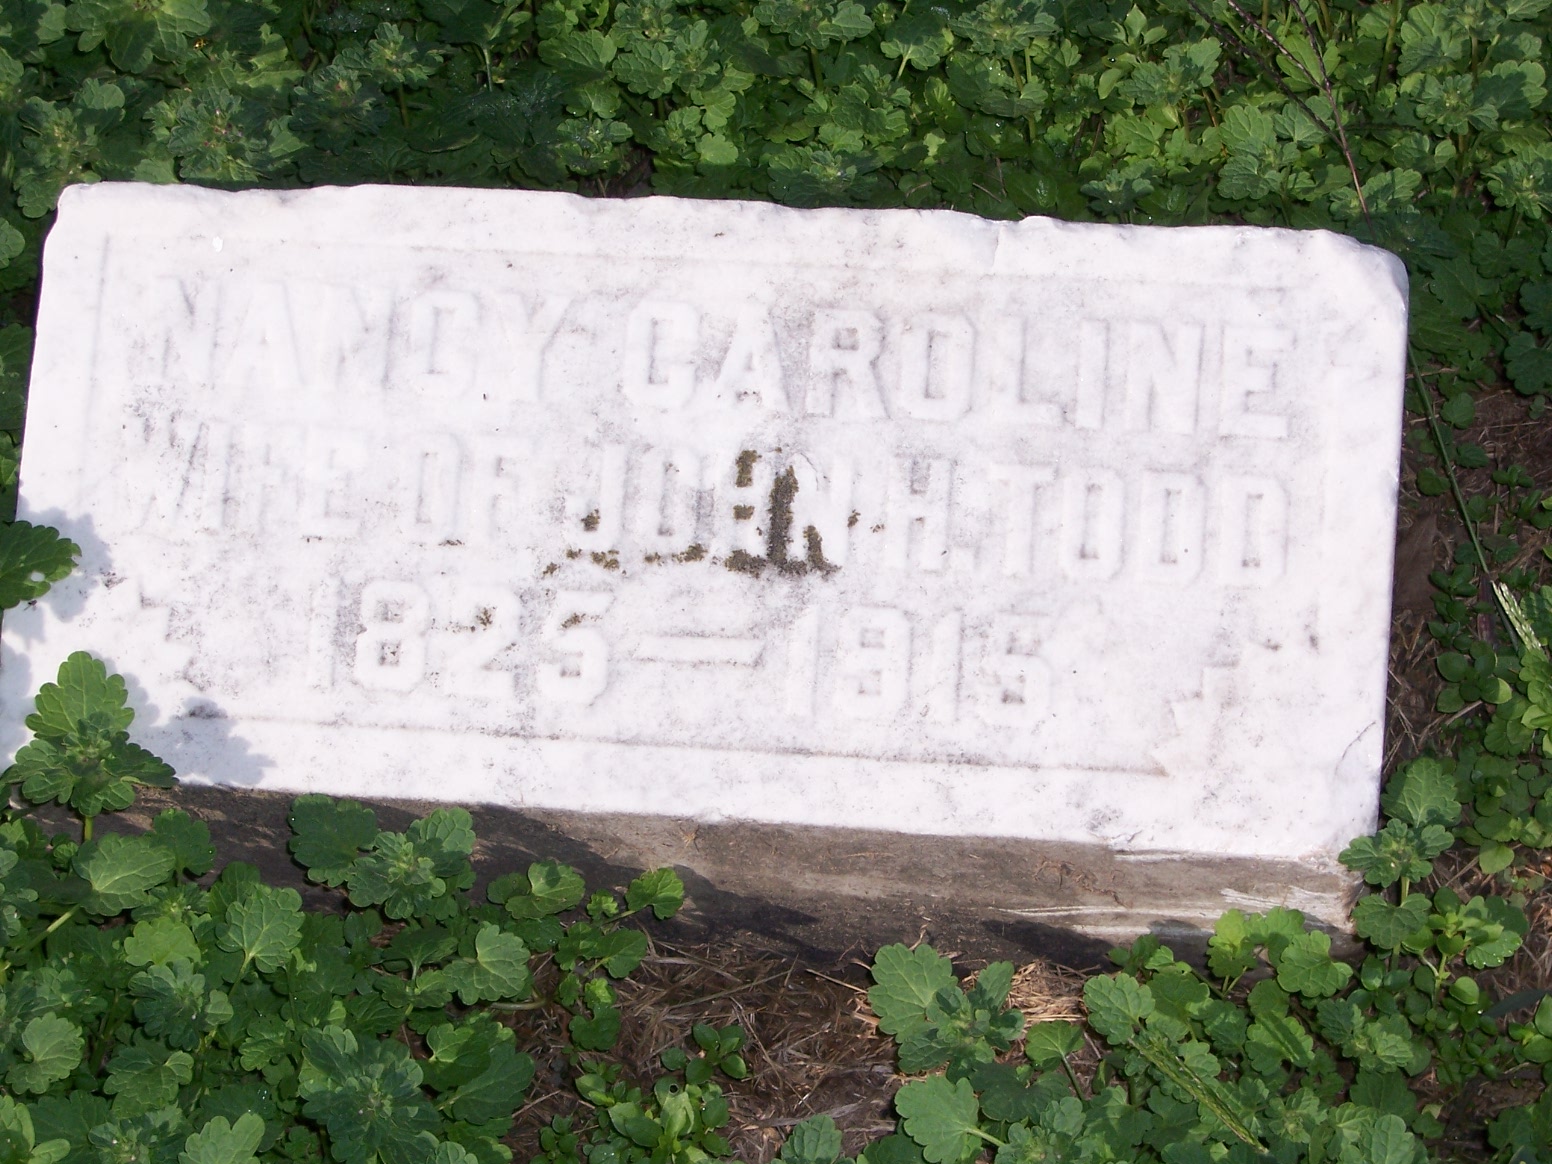 NANCY CAROLINE
WIFE OF JOHN H. TODD
1825 — 1915